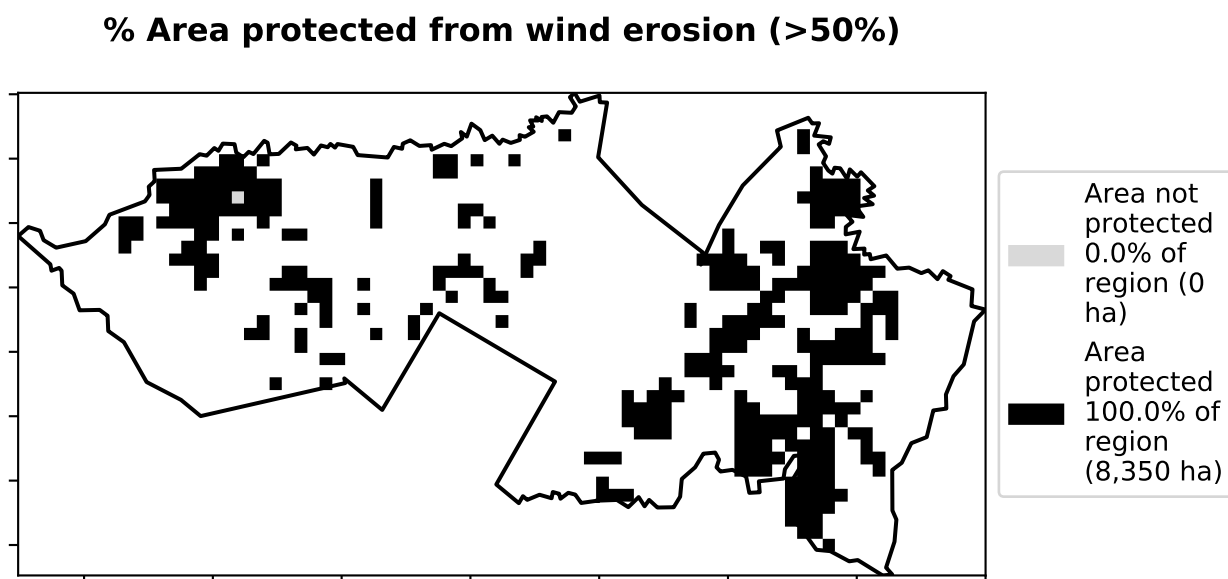 % Area protected from wind erosion (>50%)
Area not
protected
0.0% of
region (0
ha)
Area
protected
100.0% of
region
(8,350 ha)